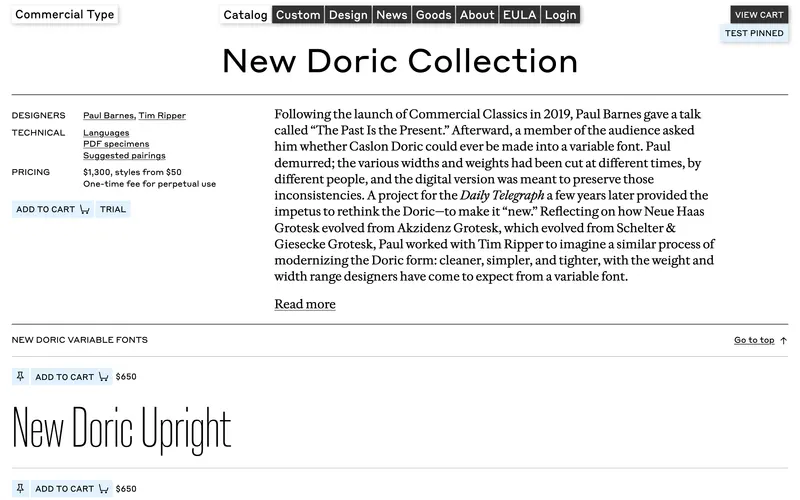 Commercial Type
Catalog Custom Design News Goods About EULA Login
VIEW CART
TEST PINNED
New Doric Collection
DESIGNERS Paul Barnes, Tim Ripper
TECHNICAL Languages
PDF specimens
Suggested pairings
PRICING $1,300, styles from $50
One-time fee for perpetual use
ADD TO CART TRIAL
Following the launch of Commercial Classics in 2019, Paul Barnes gave a talk
called “The Past Is the Present.” Afterward, a member of the audience asked
him whether Caslon Doric could ever be made into a variable font. Paul
demurred; the various widths and weights had been cut at different times, by
different people, and the digital version was meant to preserve those
inconsistencies. A project for the Daily Telegraph a few years later provided the
impetus to rethink the Doric—to make it “new.” Reflecting on how Neue Haas
Grotesk evolved from Akzidenz Grotesk, which evolved from Schelter &
Giesecke Grotesk, Paul worked with Tim Ripper to imagine a similar process of
modernizing the Doric form: cleaner, simpler, and tighter, with the weight and
width range designers have come to expect from a variable font.
Read more
NEW DORIC VARIABLE FONTS
Go to top ↑
ADD TO CART $650
New Doric Upright
ADD TO CART $650